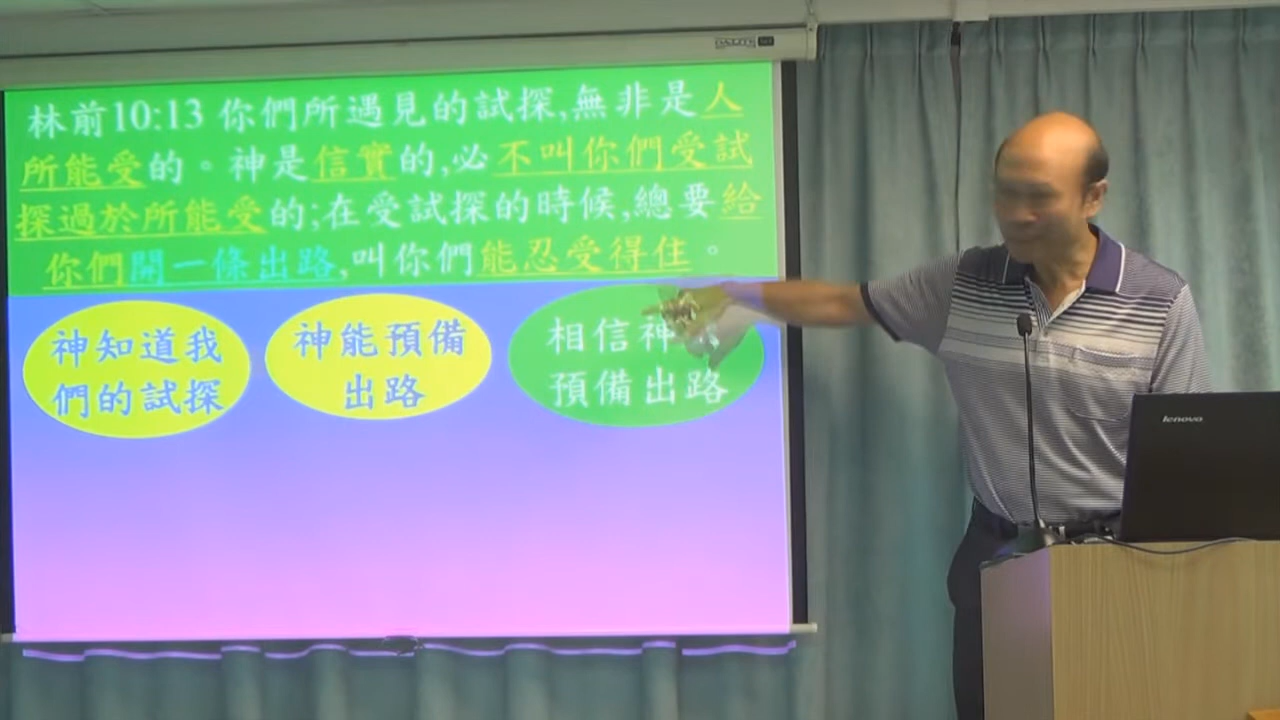 DA-LITE
林前10:13 你們所遇見的試探,無非是人
所能受的。神是信實的,必不叫你們受試
探過於所能受的;在受試探的時候,總要給
你們開一條出路,叫你們能忍受得住。
神知道我
們的試探
神能預備
出路
相信神
預備出路
lenovo